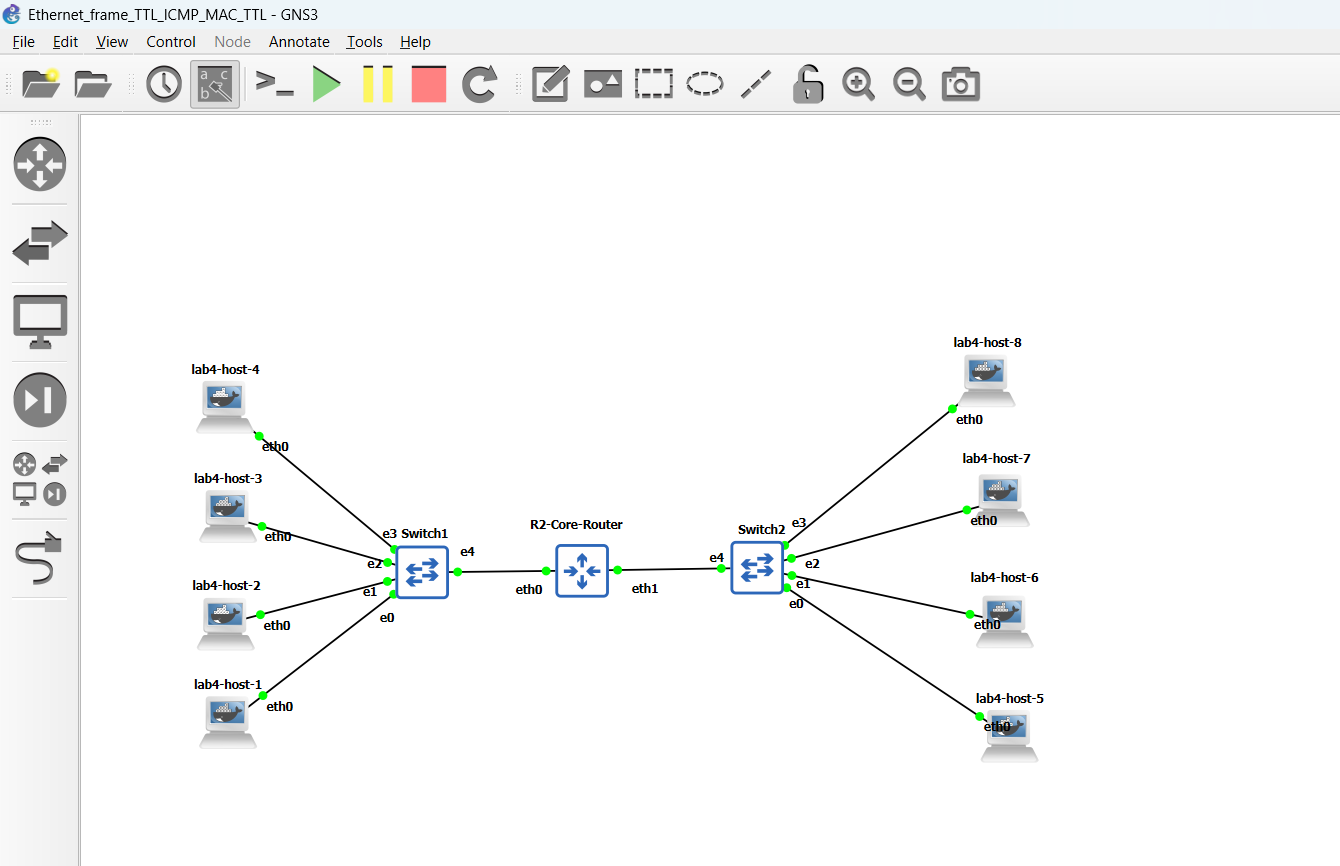 Ethernet_frame_TTL_ICMP_MAC_TTL - GNS3
File Edit View Control Node Annotate Tools Help
a c
b
lab4-host-8
eth0
lab4-host-4
eth0
lab4-host-7
eth0
lab4-host-3
eth0
R2-Core-Router
e3 Switch1
e4
e2
e1
e0
eth0
eth1
Switch2
e3
e4
e2
e1
e0
lab4-host-2
eth0
lab4-host-6
eth0
lab4-host-1
eth0
lab4-host-5
eth0